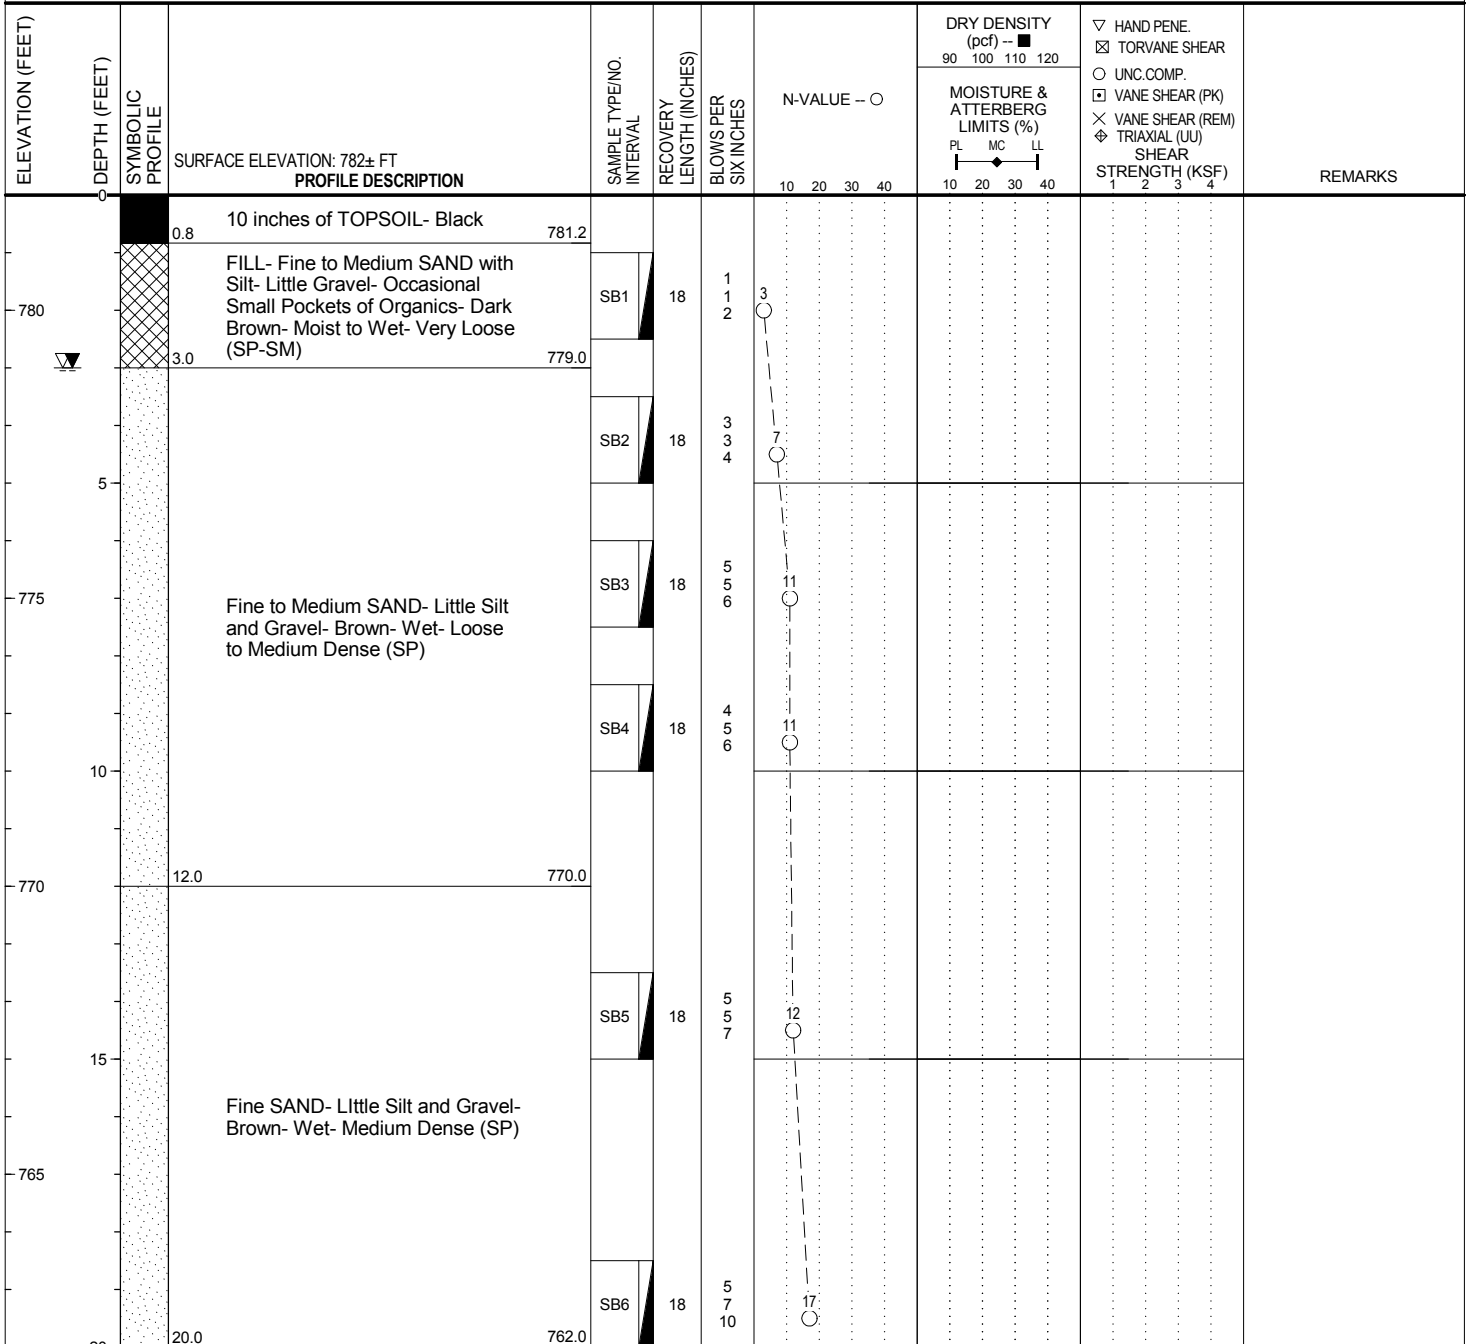 ELEVATION (FEET)
DEPTH (FEET)
SYMBOLIC
PROFILE
SURFACE ELEVATION: 782± FT
PROFILE DESCRIPTION
SAMPLE TYPE/NO.
INTERVAL
RECOVERY
LENGTH (INCHES)
BLOWS PER
SIX INCHES
N-VALUE -- ○
10 20 30 40
DRY DENSITY
(pcf) -- ■
90 100 110 120
MOISTURE &
ATTERBERG
LIMITS (%)
PL MC LL
10 20 30 40
▽ HAND PENE.
⊠ TORVANE SHEAR
○ UNC.COMP.
⊡ VANE SHEAR (PK)
✕ VANE SHEAR (REM)
TRIAXIAL (UU)
SHEAR
STRENGTH (KSF)
1 2 3 4
REMARKS
0
10 inches of TOPSOIL- Black
0.8 781.2
FILL- Fine to Medium SAND with
Silt- Little Gravel- Occasional
Small Pockets of Organics- Dark
Brown- Moist to Wet- Very Loose
(SP-SM)
3.0 779.0
SB1 18
1
1
2
3
780
SB2 18
3
3
4
7
5
SB3 18
5
5
6
11
775
Fine to Medium SAND- Little Silt
and Gravel- Brown- Wet- Loose
to Medium Dense (SP)
SB4 18
4
5
6
11
10
12.0 770.0
770
SB5 18
5
5
7
12
15
Fine SAND- LIttle Silt and Gravel-
Brown- Wet- Medium Dense (SP)
765
SB6 18
5
7
10
17
20.0 762.0